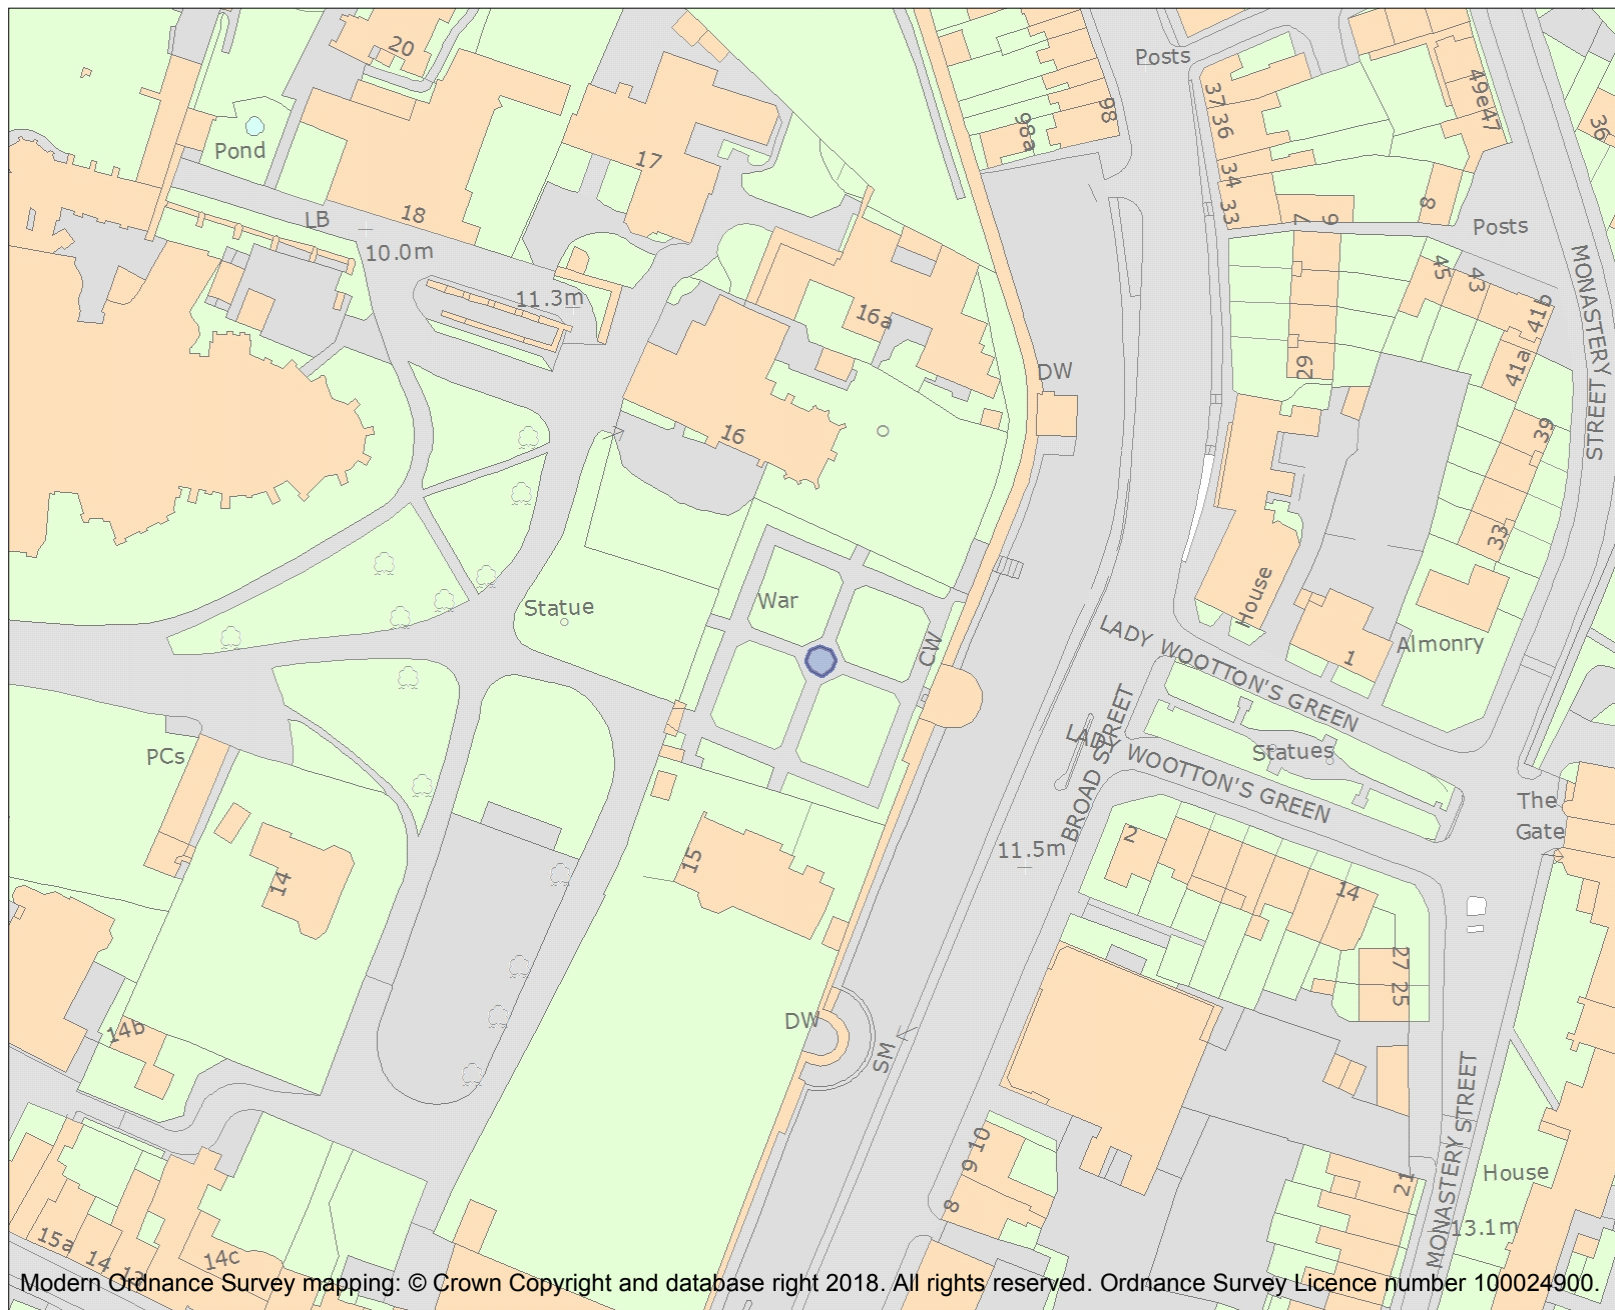 20
Posts
98
98a
37
36
34
33
49e47
36
Pond
17
18
LB
10.0m
11.3m
16a
16
7
6
8
Posts
MONASTERY STREET
45
43
41b
41a
39
33
29
DW
House
1
Almonry
War
Statue
CW
LADY WOOTTON'S GREEN
LADY WOOTTON'S GREEN
BROAD STREET
Statues
The
Gate
PCs
14
15
11.5m
2
14
27
25
14b
DW
SM
10
9
8
MONASTERY STREET
21
House
13.1m
15a
14
13
14c
Modern Ordnance Survey mapping: © Crown Copyright and database right 2018. All rights reserved. Ordnance Survey Licence number 100024900.